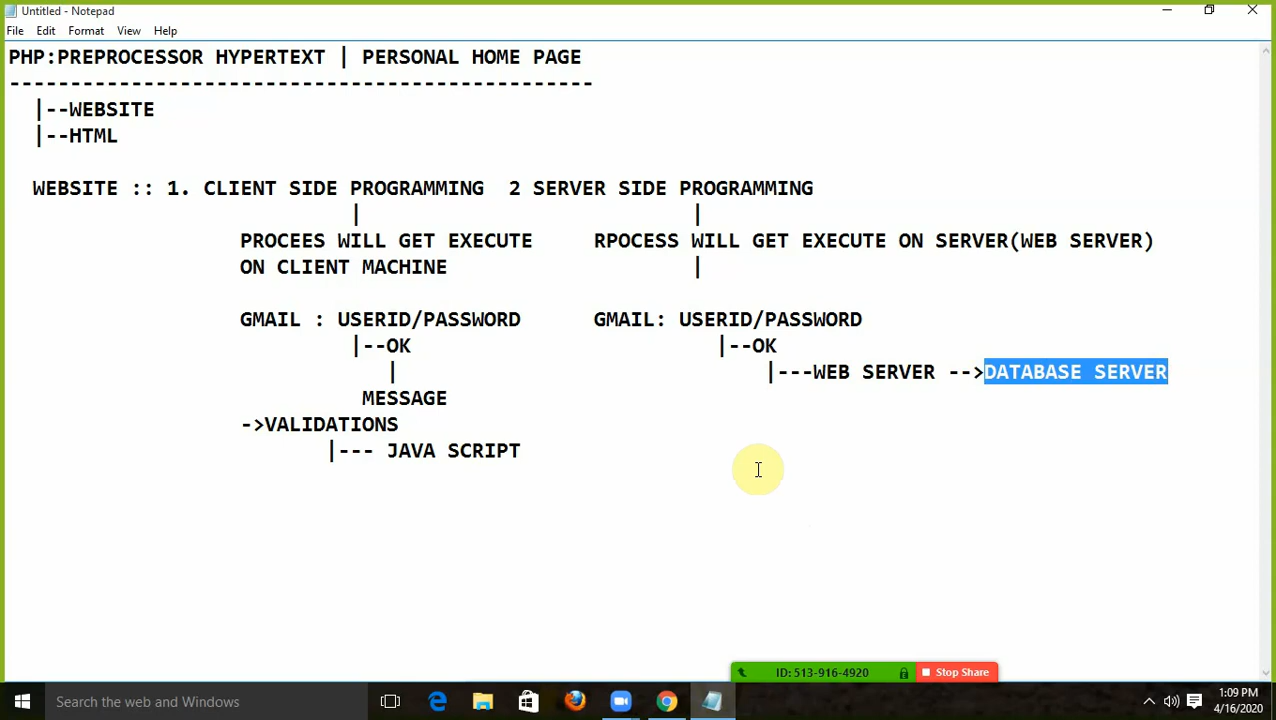 Untitled - Notepad
File Edit Format View Help
PHP:PREPROCESSOR HYPERTEXT | PERSONAL HOME PAGE
------------------------------------------------
|--WEBSITE
|--HTML
WEBSITE :: 1. CLIENT SIDE PROGRAMMING 2 SERVER SIDE PROGRAMMING
| |
PROCEES WILL GET EXECUTE RPOCESS WILL GET EXECUTE ON SERVER(WEB SERVER)
ON CLIENT MACHINE |
GMAIL : USERID/PASSWORD GMAIL: USERID/PASSWORD
|--OK |--OK
| |---WEB SERVER -->DATABASE SERVER
MESSAGE
->VALIDATIONS
|--- JAVA SCRIPT
ID: 513-916-4920 Stop Share
Search the web and Windows
1:09 PM
4/16/2020